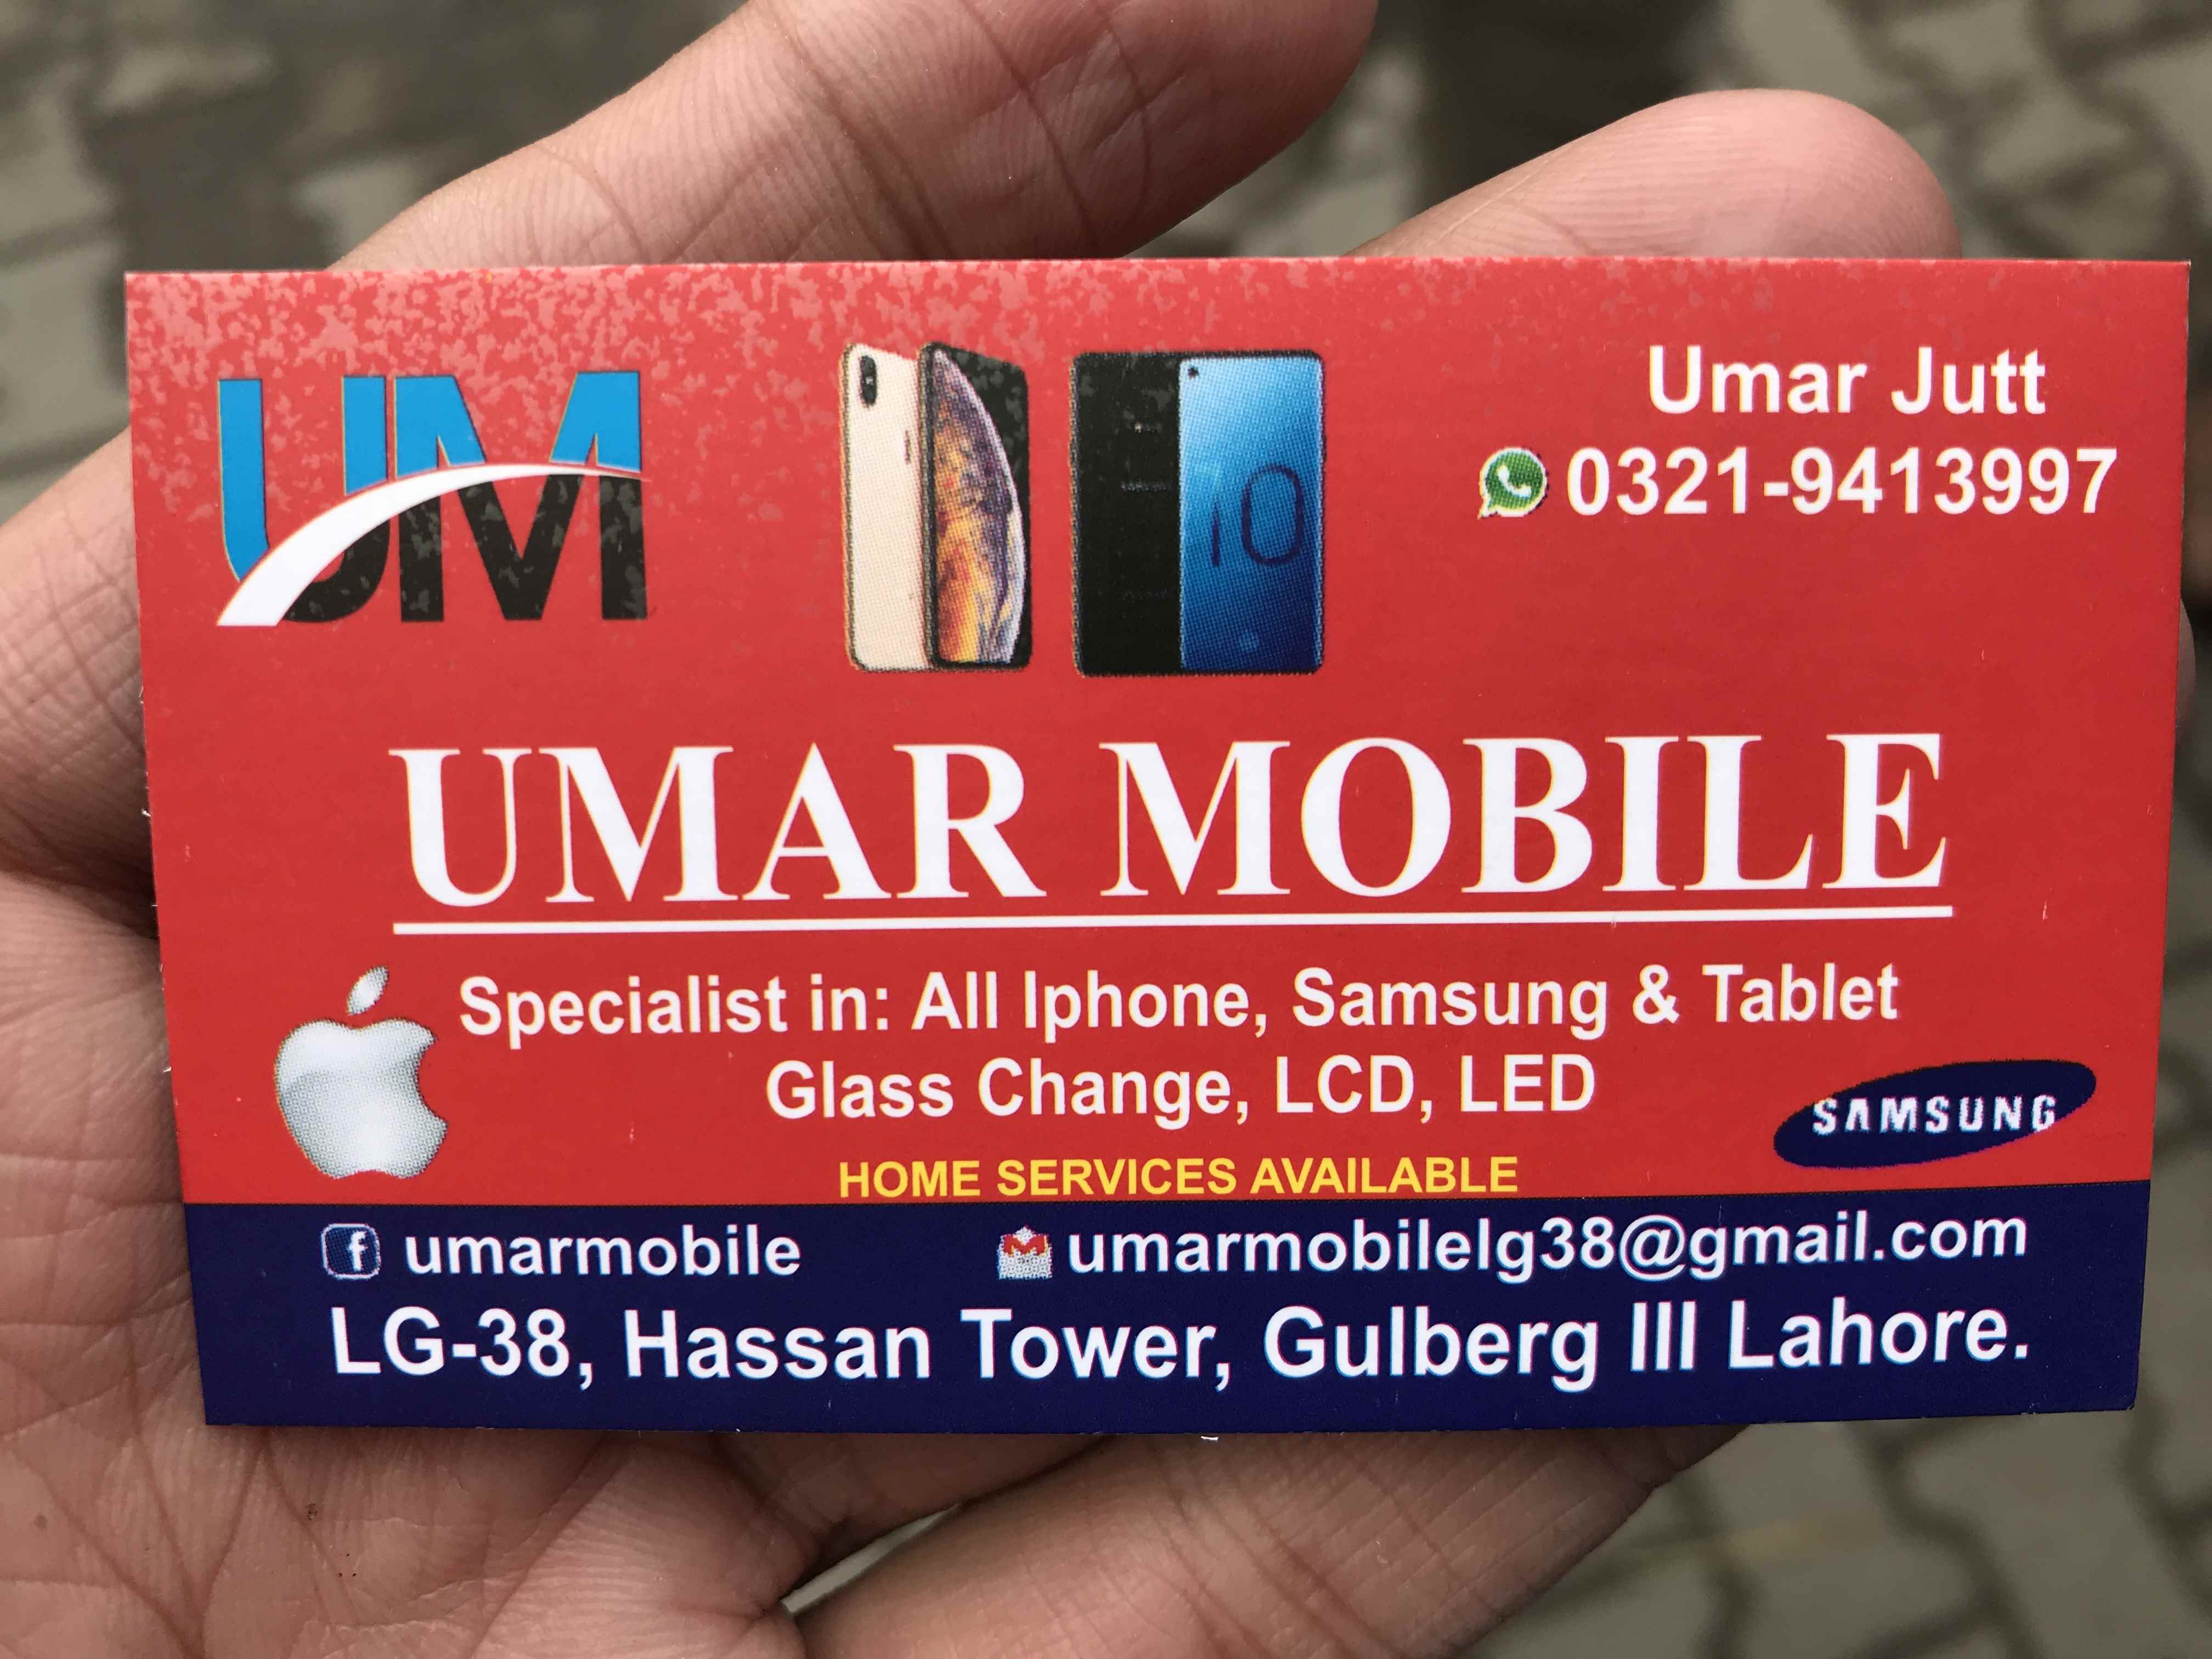 UM
Umar Jutt
0321-9413997
10
UMAR MOBILE
Specialist in: All Iphone, Samsung & Tablet
Glass Change, LCD, LED
HOME SERVICES AVAILABLE
SAMSUNG
f umarmobile M umarmobilelg38@gmail.com
LG-38, Hassan Tower, Gulberg III Lahore.